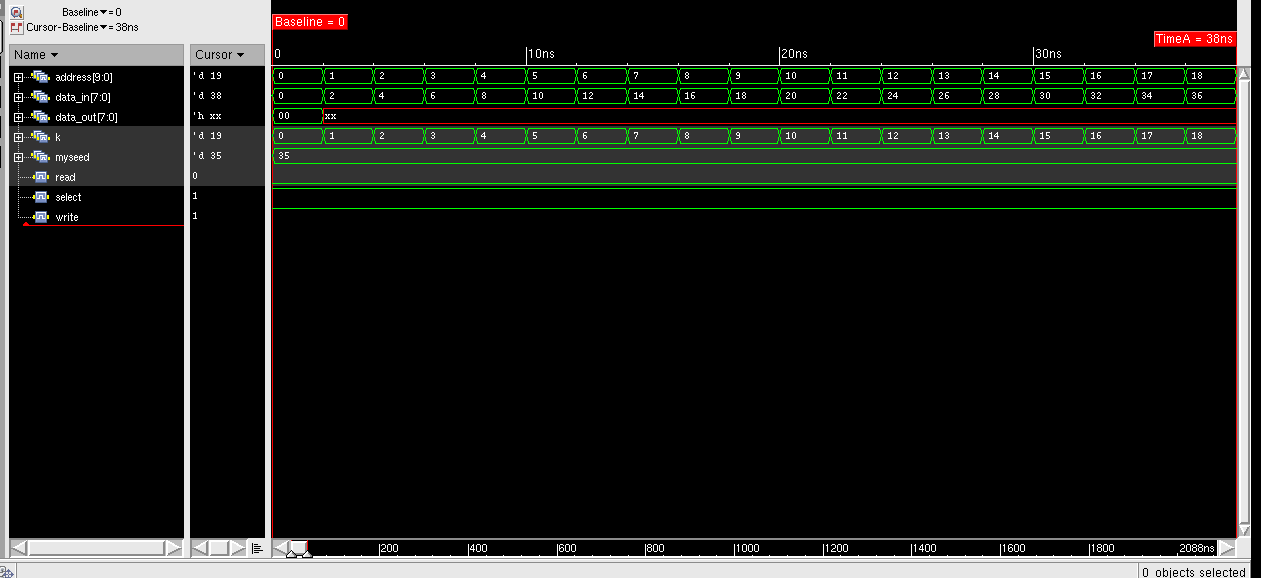 Baseline▼= 0
Cursor-Baseline▼= 38ns
Baseline = 0
TimeA = 38ns
Name▼ Cursor▼ 0 10ns 20ns 30ns
address[9:0] 'd 19 0 1 2 3 4 5 6 7 8 9 10 11 12 13 14 15 16 17 18
data_in[7:0] 'd 38 0 2 4 6 8 10 12 14 16 18 20 22 24 26 28 30 32 34 36
data_out[7:0] 'h xx 00 xx
k 'd 19 0 1 2 3 4 5 6 7 8 9 10 11 12 13 14 15 16 17 18
myseed 'd 35 35
read 0
select 1
write 1
200 400 600 800 1000 1200 1400 1600 1800 2088ns
0 objects selected